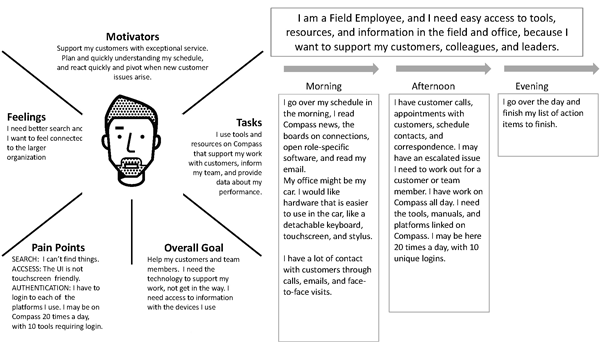 Motivators
Support my customers with exceptional service.
Plan and quickly understanding my schedule,
and react quickly and pivot when new customer
issues arise.
Feelings
I need better search and
I want to feel connected
to the larger
organization
Tasks
I use tools and
resources on Compass
that support my work
with customers, inform
my team, and provide
data about my
performance.
Pain Points
SEARCH: I can't find things.
ACCSESS: The UI is not
touchscreen friendly.
AUTHENTICATION: I have to
login to each of the
platforms I use. I may be on
Compass 20 times a day,
with 10 tools requiring login.
Overall Goal
Help my customers and team
members. I need the
technology to support my
work, not get in the way. I
need access to information
with the devices I use
I am a Field Employee, and I need easy access to tools,
resources, and information in the field and office, because I
want to support my customers, colleagues, and leaders.
Morning
I go over my schedule in
the morning, I read
Compass news, the
boards on connections,
open role-specific
software, and read my
email.
My office might be my
car. I would like
hardware that is easier
to use in the car, like a
detachable keyboard,
touchscreen, and stylus.
I have a lot of contact
with customers through
calls, emails, and face-
to-face visits.
Afternoon
I have customer calls,
appointments with
customers, schedule
contacts, and
correspondence. I may
have an escalated issue
I need to work out for a
customer or team
member. I have work on
Compass all day. I need
the tools, manuals, and
platforms linked on
Compass. I may be here
20 times a day, with 10
unique logins.
Evening
I go over the day and
finish my list of action
items to finish.